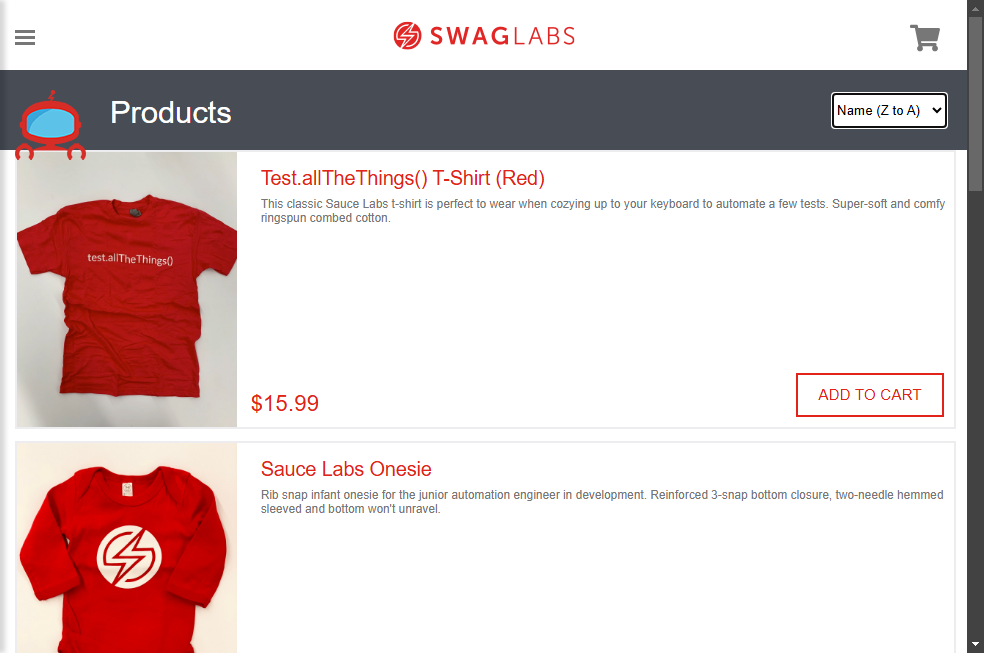 SWAGLABS
Products
Name (Z to A)
test.allTheThings()
Test.allTheThings() T-Shirt (Red)
This classic Sauce Labs t-shirt is perfect to wear when cozying up to your keyboard to automate a few tests. Super-soft and comfy
ringspun combed cotton.
$15.99
ADD TO CART
Sauce Labs Onesie
Rib snap infant onesie for the junior automation engineer in development. Reinforced 3-snap bottom closure, two-needle hemmed
sleeved and bottom won't unravel.